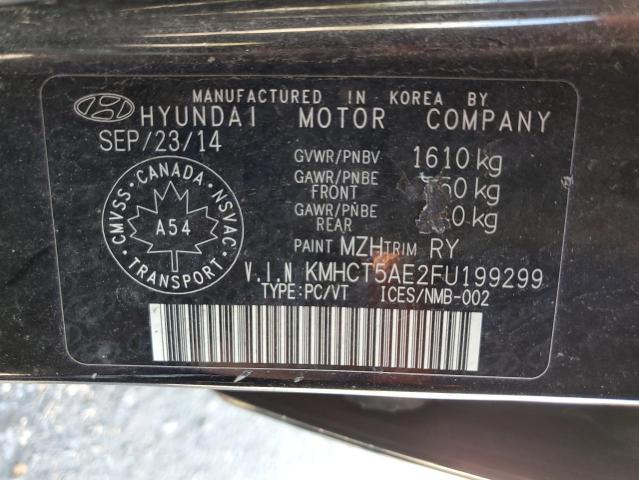 MANUFACTURED IN KOREA BY
HYUNDAI MOTOR COMPANY
SEP/23/14
GVWR/PNBV 1610 kg
GAWR/PNBE FRONT kg
GAWR/PNBE REAR kg
PAINT MZH TRIM RY
CMVSS · CANADA · NSVAC
A54
TRANSPORT
V.I.N KMHCT5AE2FU199299
TYPE:PC/VT ICES/NMB-002